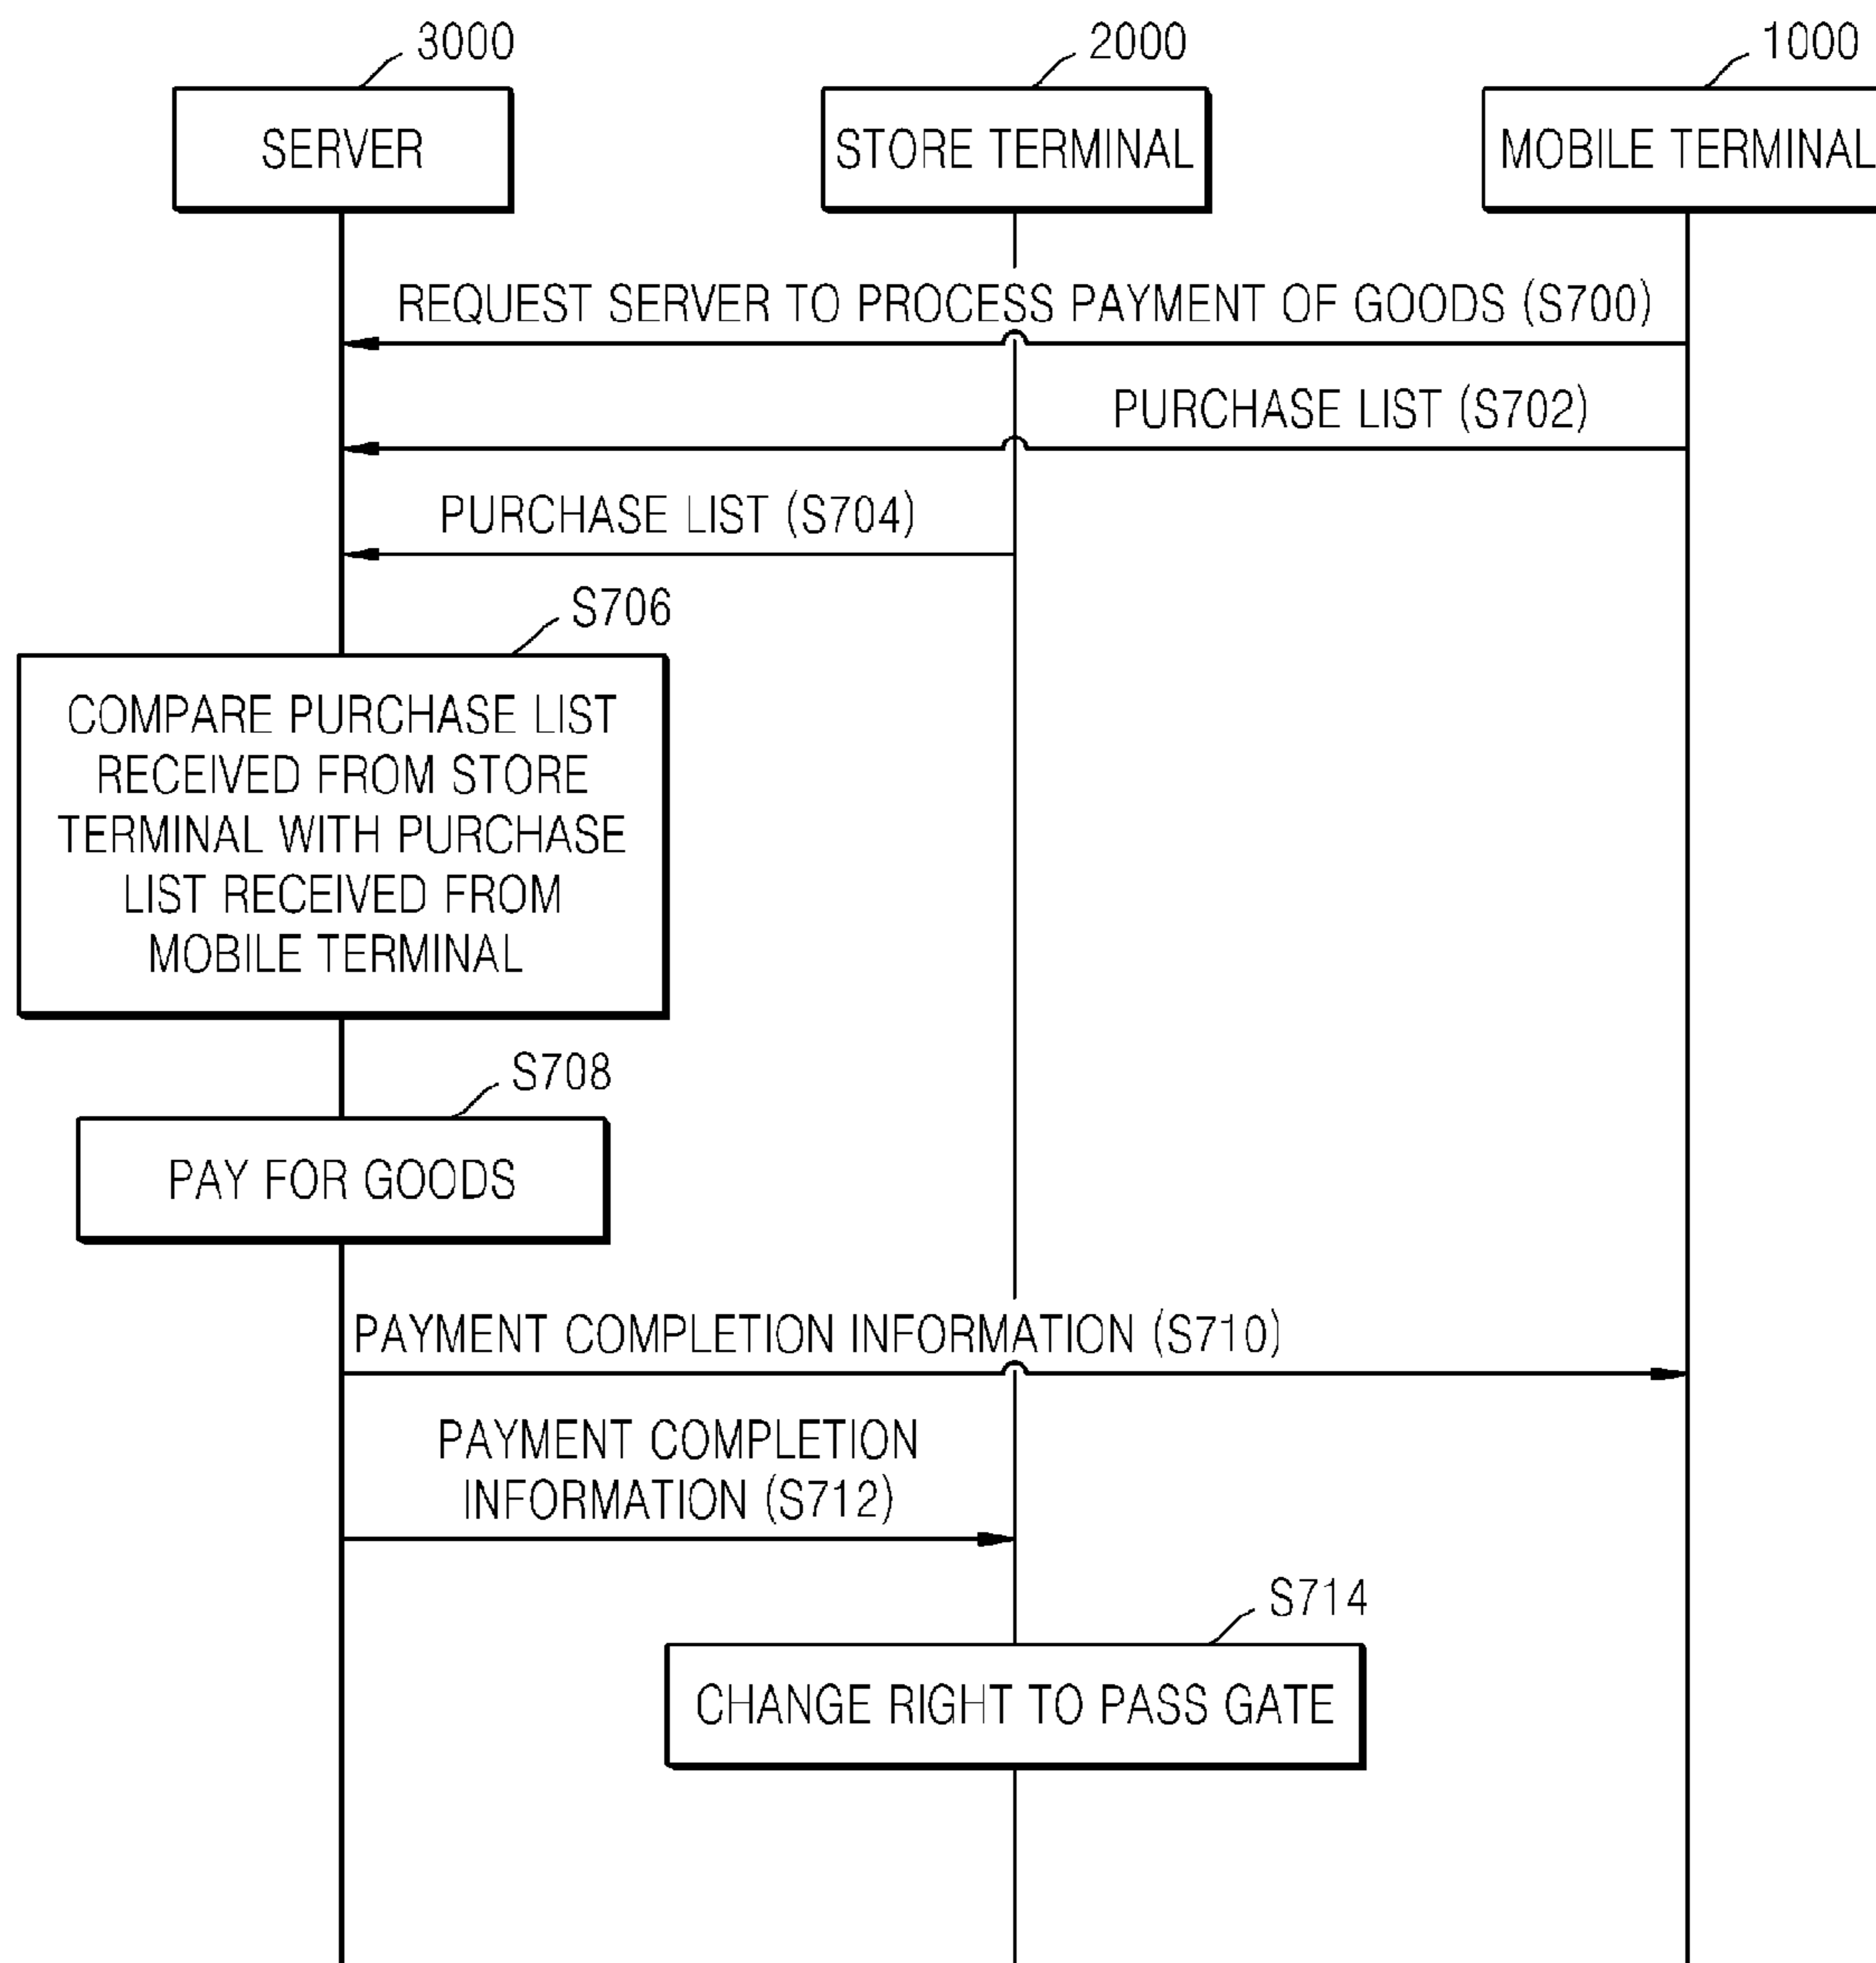 3000
2000
1000
SERVER
STORE TERMINAL
MOBILE TERMINAL
REQUEST SERVER TO PROCESS PAYMENT OF GOODS (S700)
PURCHASE LIST (S702)
PURCHASE LIST (S704)
S706
COMPARE PURCHASE LIST
RECEIVED FROM STORE
TERMINAL WITH PURCHASE
LIST RECEIVED FROM
MOBILE TERMINAL
S708
PAY FOR GOODS
PAYMENT COMPLETION INFORMATION (S710)
PAYMENT COMPLETION
INFORMATION (S712)
S714
CHANGE RIGHT TO PASS GATE